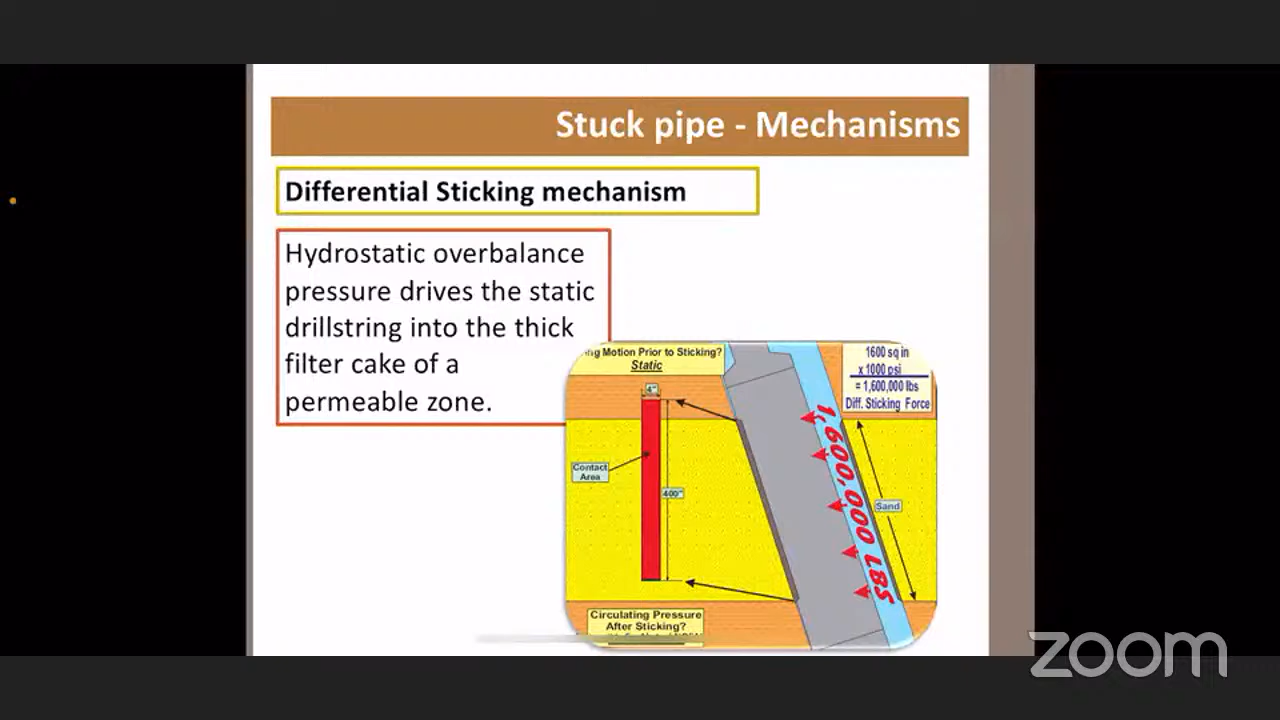 Stuck pipe - Mechanisms
Differential Sticking mechanism
Hydrostatic overbalance
pressure drives the static
drillstring into the thick
filter cake of a
permeable zone.
Motion Prior to Sticking?
Static
1600 sq in
x 1000 psi
= 1,600,000 lbs
Diff. Sticking Force
4"
Contact
Area
400"
1,600,000 LBS
Sand
Circulating Pressure
After Sticking?
zoom